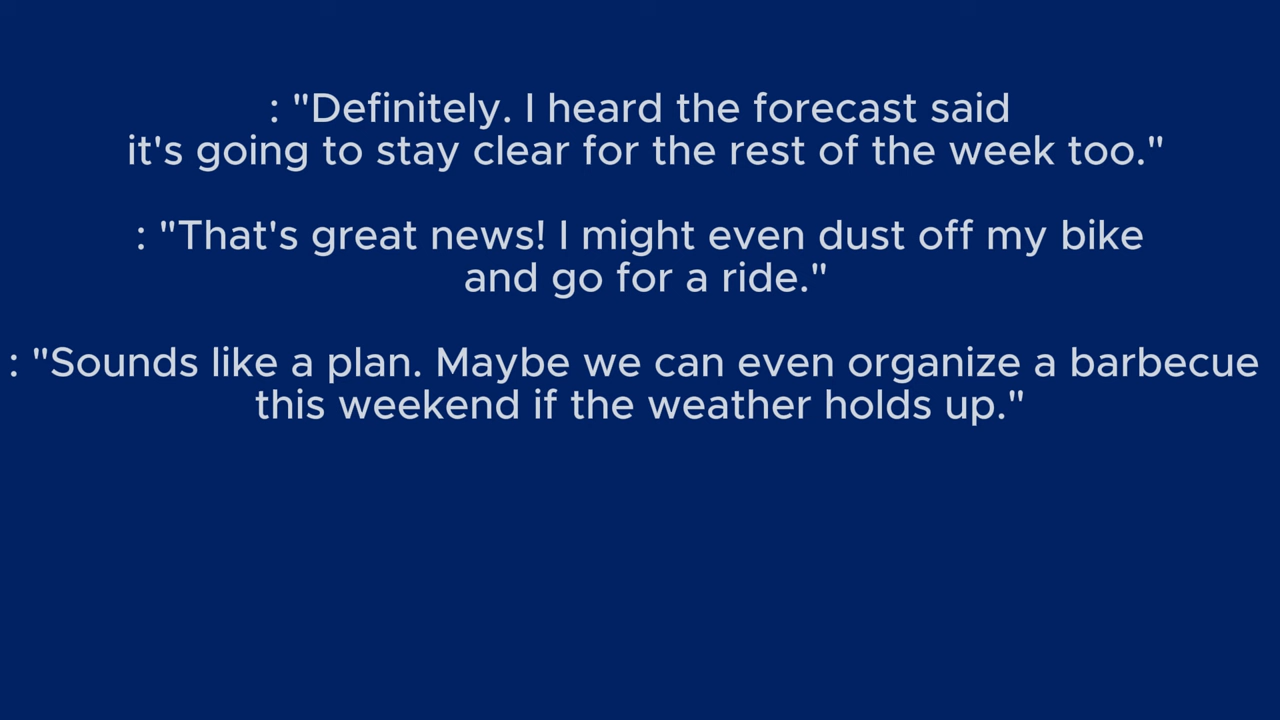 : "Definitely. I heard the forecast said
it's going to stay clear for the rest of the week too."
: "That's great news! I might even dust off my bike
and go for a ride."
: "Sounds like a plan. Maybe we can even organize a barbecue
this weekend if the weather holds up."